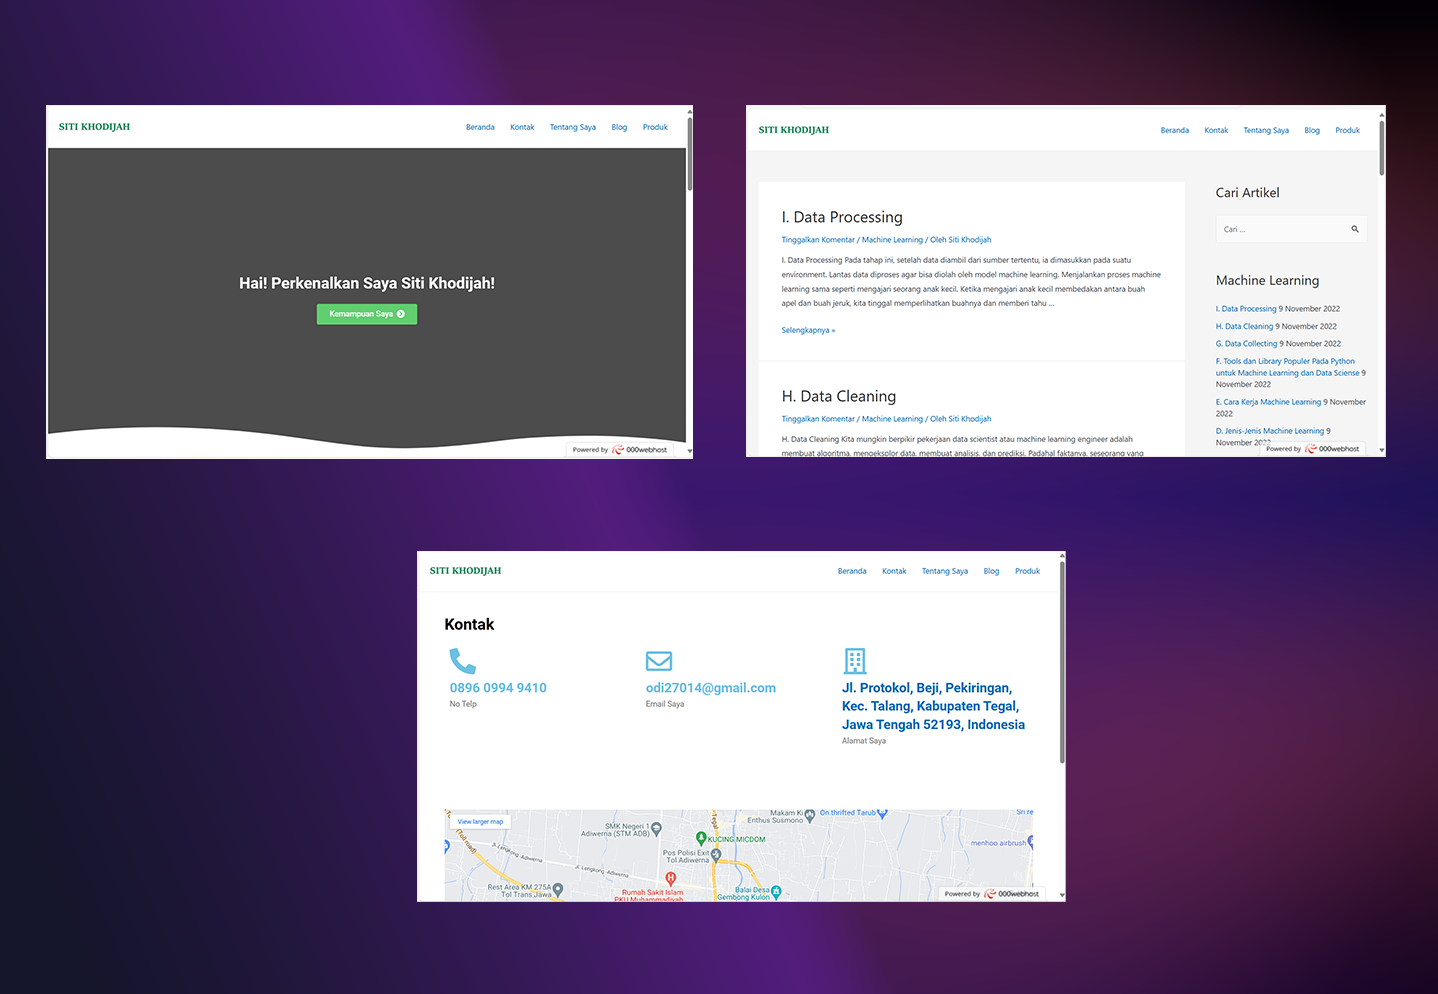 SITI KHODIJAH
Beranda Kontak Tentang Saya Blog Produk
Hai! Perkenalkan Saya Siti Khodijah!
Kemampuan Saya
Powered by 000webhost
SITI KHODIJAH
Beranda Kontak Tentang Saya Blog Produk
I. Data Processing
Tinggalkan Komentar / Machine Learning / Oleh Siti Khodijah
I. Data Processing Pada tahap ini, setelah data diambil dari sumber tertentu, ia dimasukkan pada suatu
environment. Lantas data diproses agar bisa diolah oleh model machine learning. Menjalankan proses machine
learning sama seperti mengajari seorang anak kecil. Ketika mengajari anak kecil membedakan antara buah
apel dan buah jeruk, kita tinggal memperlihatkan buahnya dan memberi tahu ...
Selengkapnya »
H. Data Cleaning
Tinggalkan Komentar / Machine Learning / Oleh Siti Khodijah
H. Data Cleaning Kita mungkin berpikir pekerjaan data scientist atau machine learning engineer adalah
membuat algoritma, mengeksplor data, membuat analisis, dan prediksi. Padahal faktanya, seseorang yang
Cari Artikel
Cari ...
Machine Learning
I. Data Processing 9 November 2022
H. Data Cleaning 9 November 2022
G. Data Collecting 9 November 2022
F. Tools dan Library Populer Pada Python
untuk Machine Learning dan Data Sciense 9
November 2022
E. Cara Kerja Machine Learning 9 November
2022
D. Jenis-Jenis Machine Learning 9
November 2022
Powered by 000webhost
SITI KHODIJAH
Beranda Kontak Tentang Saya Blog Produk
Kontak
0896 0994 9410
No Telp
odi27014@gmail.com
Email Saya
Jl. Protokol, Beji, Pekiringan,
Kec. Talang, Kabupaten Tegal,
Jawa Tengah 52193, Indonesia
Alamat Saya
View larger map
(Toll road)
Jl. Lengkong - Adiwerna
Jl. Lengkong - Adiwerna
SMK Negeri 1
Adiwerna (STM ADB)
Rest Area KM 275A
Tol Trans Jawa
Tegal
KUCING MICDOM
Pos Polisi Exit
Tol Adiwerna
Rumah Sakit Islam
PKU Muhammadiyah
Makam Ki
Enthus Susmono
On.thrifted Tarub
Balai Desa
Gembong Kulon
Sri re
menhoo airbrush
Powered by 000webhost